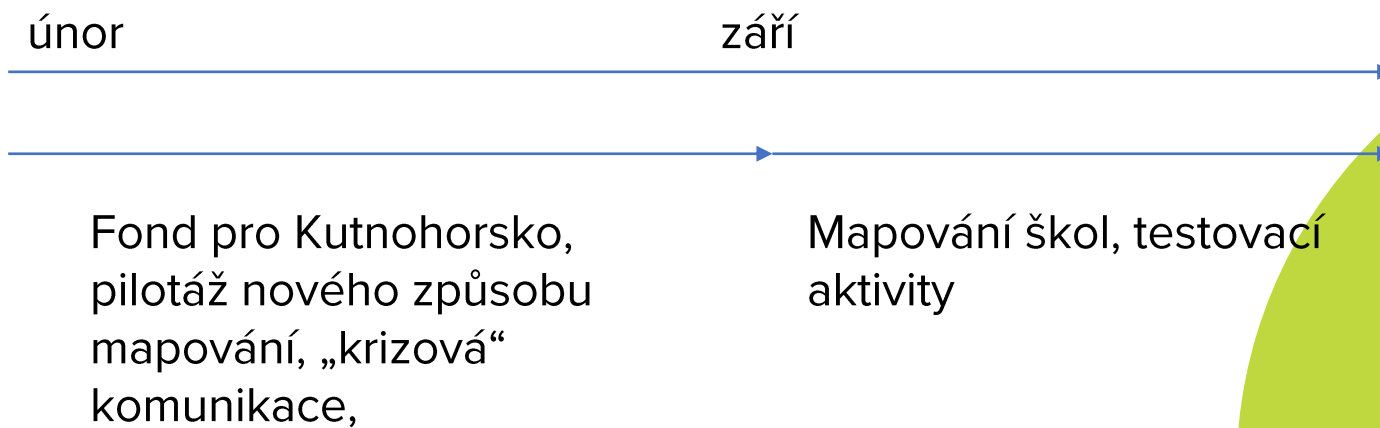 únor
září
Fond pro Kutnohorsko,
pilotáž nového způsobu
mapování, „krizová“
komunikace,
Mapování škol, testovací
aktivity